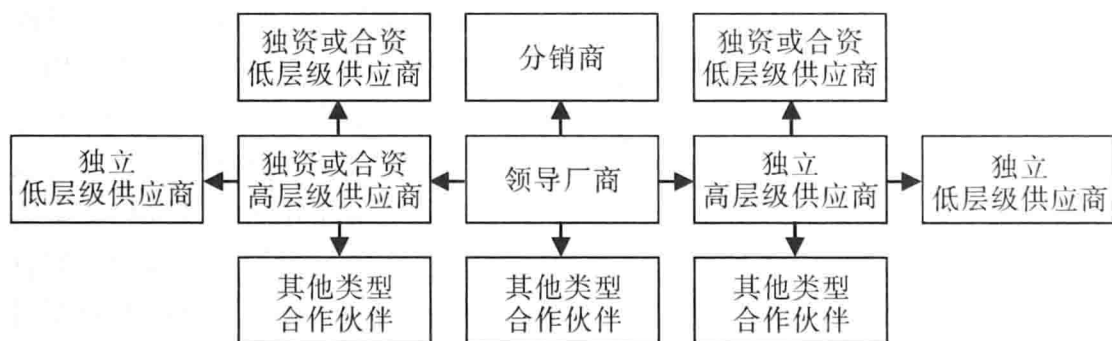 独资或合资
低层级供应商
分销商
独资或合资
低层级供应商
独立
低层级供应商
独资或合资
高层级供应商
领导厂商
独立
高层级供应商
独立
低层级供应商
其他类型
合作伙伴
其他类型
合作伙伴
其他类型
合作伙伴